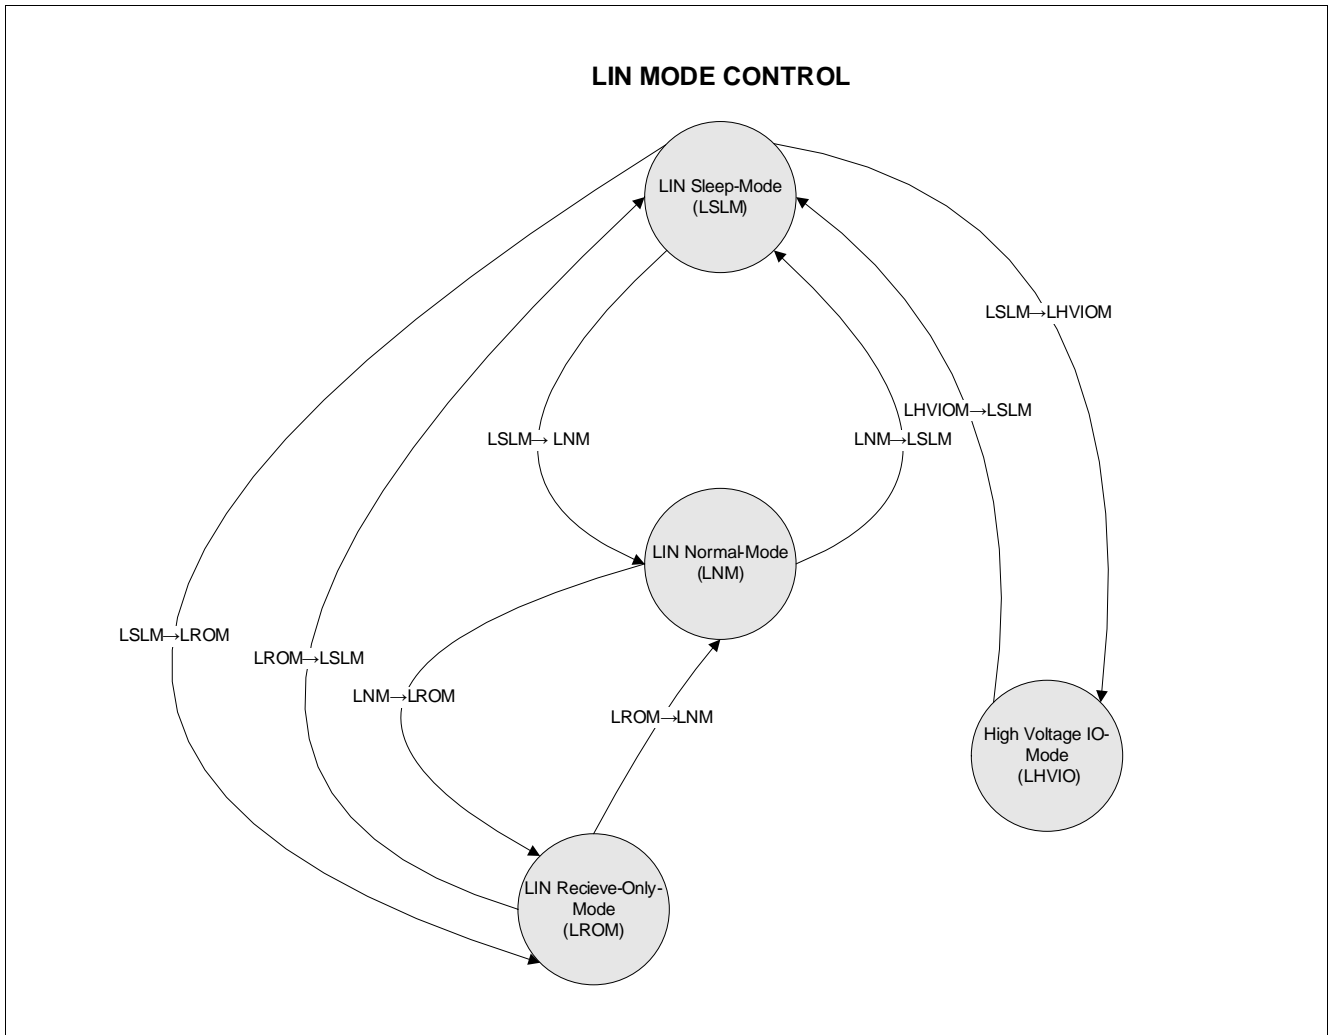 LIN MODE CONTROL
LIN Sleep-Mode
(LSLM)
LSLM→LHVIOM
LHVIOM→LSLM
LSLM→ LNM
LNM→LSLM
LIN Normal-Mode
(LNM)
LSLM→LROM
LROM→LSLM
LNM→LROM
LROM→LNM
High Voltage IO-
Mode
(LHVIO)
LIN Recieve-Only-
Mode
(LROM)